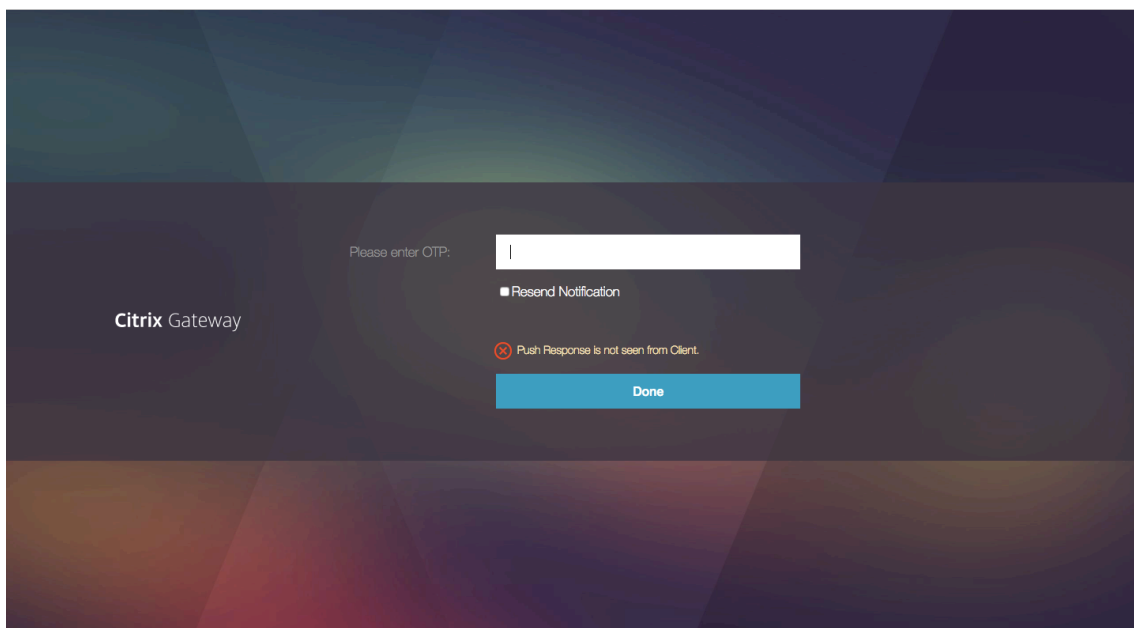 Please enter OTP:
Resend Notification
Citrix Gateway
Push Response is not seen from Client.
Done